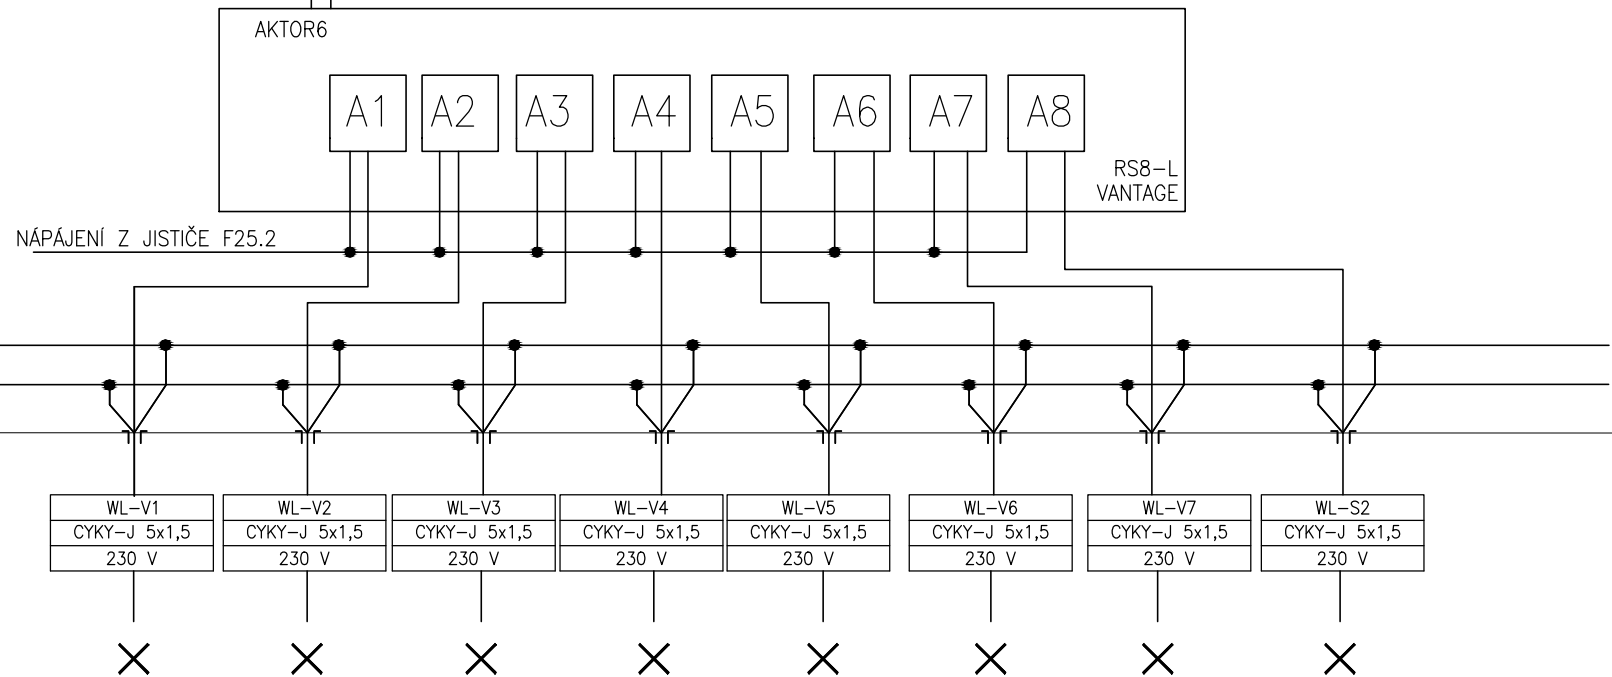 AKTOR6
A1 A2 A3 A4 A5 A6 A7 A8
RS8-L
VANTAGE
NÁPÁJENÍ Z JISTIČE F25.2
WL-V1 WL-V2 WL-V3 WL-V4 WL-V5 WL-V6 WL-V7 WL-S2
CYKY-J 5x1,5 CYKY-J 5x1,5 CYKY-J 5x1,5 CYKY-J 5x1,5 CYKY-J 5x1,5 CYKY-J 5x1,5 CYKY-J 5x1,5 CYKY-J 5x1,5
230 V 230 V 230 V 230 V 230 V 230 V 230 V 230 V